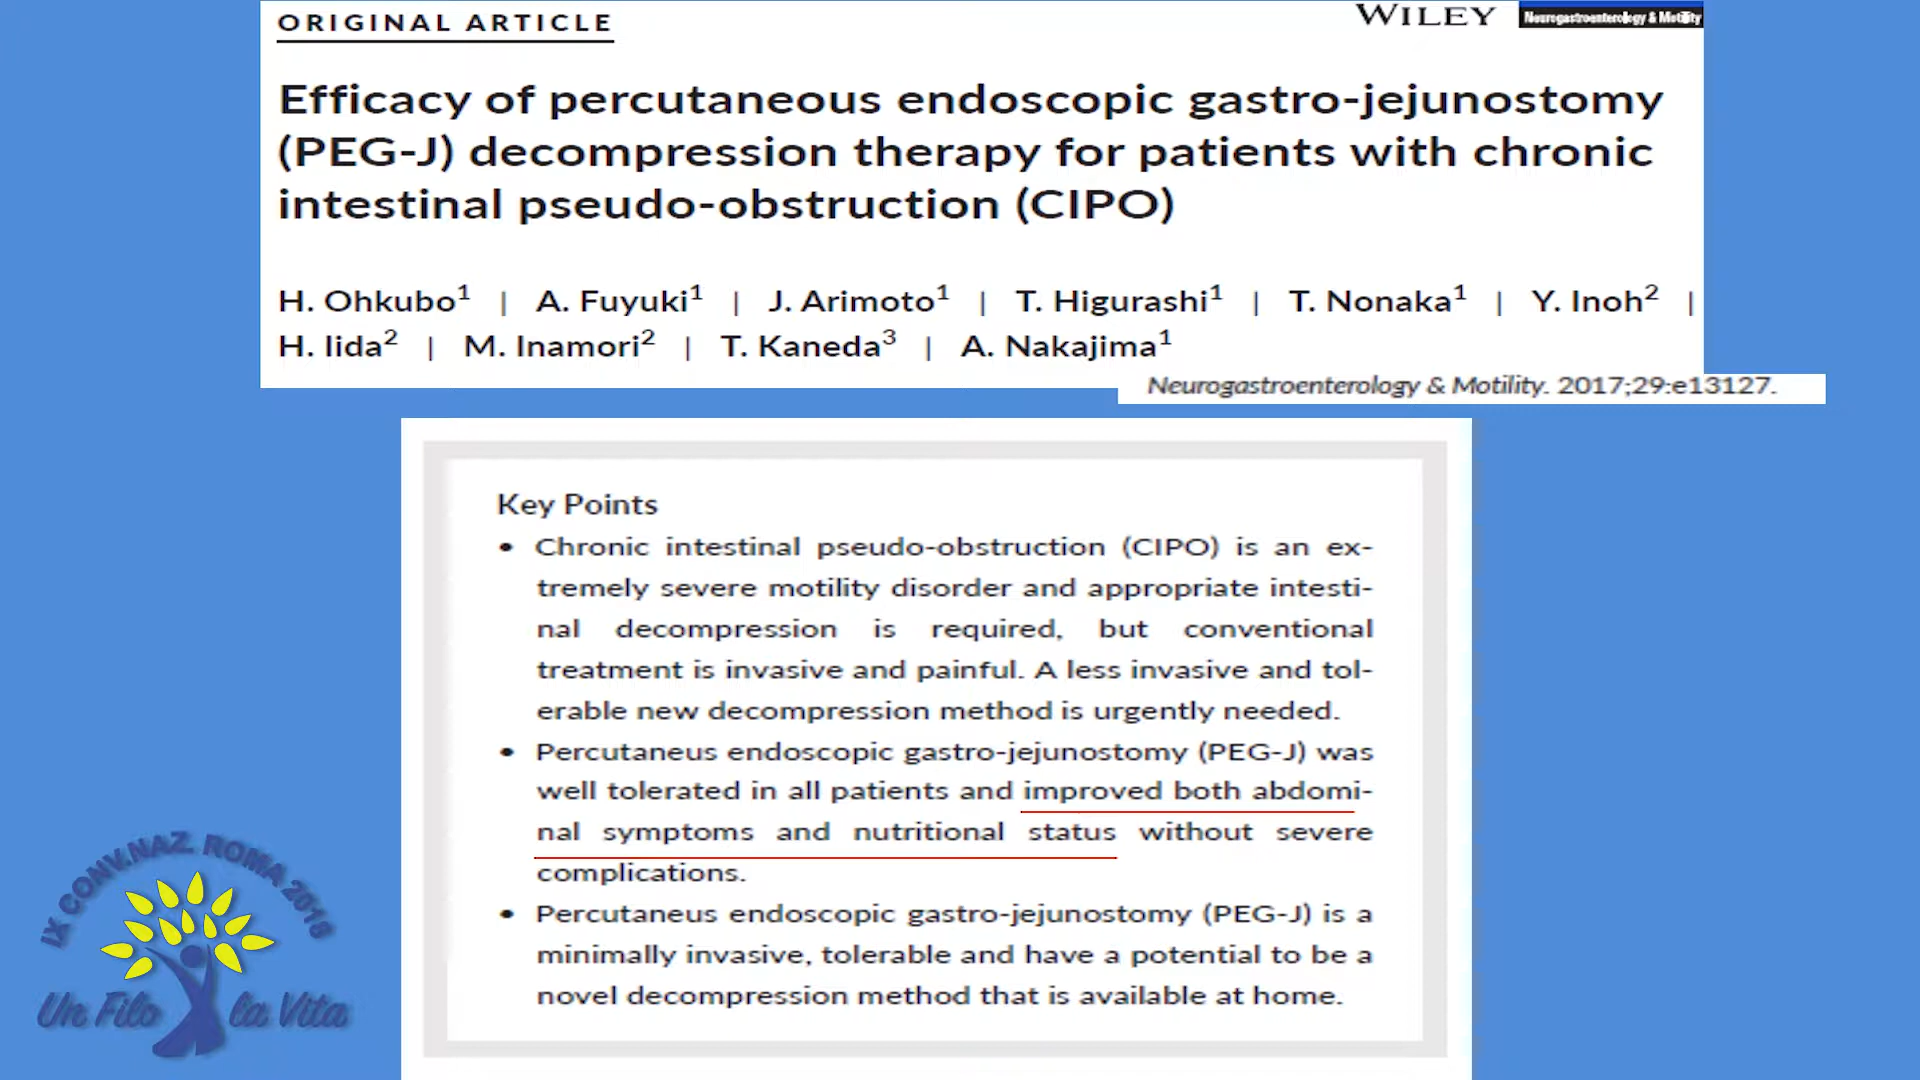 ORIGINAL ARTICLE
WILEY
Neurogastroenterology & Motility
Efficacy of percutaneous endoscopic gastro-jejunostomy
(PEG-J) decompression therapy for patients with chronic
intestinal pseudo-obstruction (CIPO)
H. Ohkubo1 | A. Fuyuki1 | J. Arimoto1 | T. Higurashi1 | T. Nonaka1 | Y. Inoh2 |
H. Iida2 | M. Inamori2 | T. Kaneda3 | A. Nakajima1
Neurogastroenterology & Motility. 2017;29:e13127.
Key Points
• Chronic intestinal pseudo-obstruction (CIPO) is an ex-
tremely severe motility disorder and appropriate intesti-
nal decompression is required, but conventional
treatment is invasive and painful. A less invasive and tol-
erable new decompression method is urgently needed.
• Percutaneus endoscopic gastro-jejunostomy (PEG-J) was
well tolerated in all patients and improved both abdomi-
nal symptoms and nutritional status without severe
complications.
• Percutaneus endoscopic gastro-jejunostomy (PEG-J) is a
minimally invasive, tolerable and have a potential to be a
novel decompression method that is available at home.
IX CONV.NAZ. ROMA 2018
Un Filo la Vita